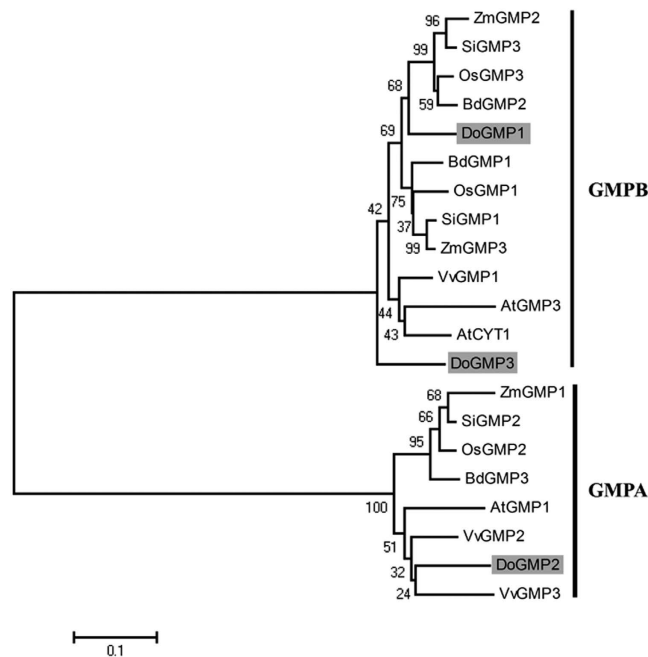 ZmGMP2
96
SiGMP3
99
OsGMP3
68
59
BdGMP2
69
DoGMP1
BdGMP1
GMPB
75
OsGMP1
42
37
SiGMP1
99
ZmGMP3
VvGMP1
44
AtGMP3
43
AtCYT1
DoGMP3
68
ZmGMP1
66
SiGMP2
95
OsGMP2
BdGMP3
GMPA
100
AtGMP1
51
VvGMP2
32
DoGMP2
24
VvGMP3
0.1